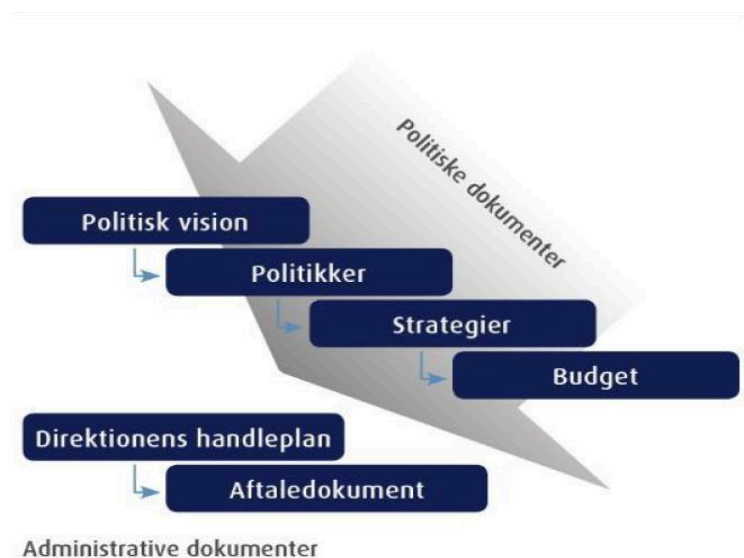 Politiske dokumenter
Politisk vision
Politikker
Strategier
Budget
Direktionens handleplan
Aftaledokument
Administrative dokumenter